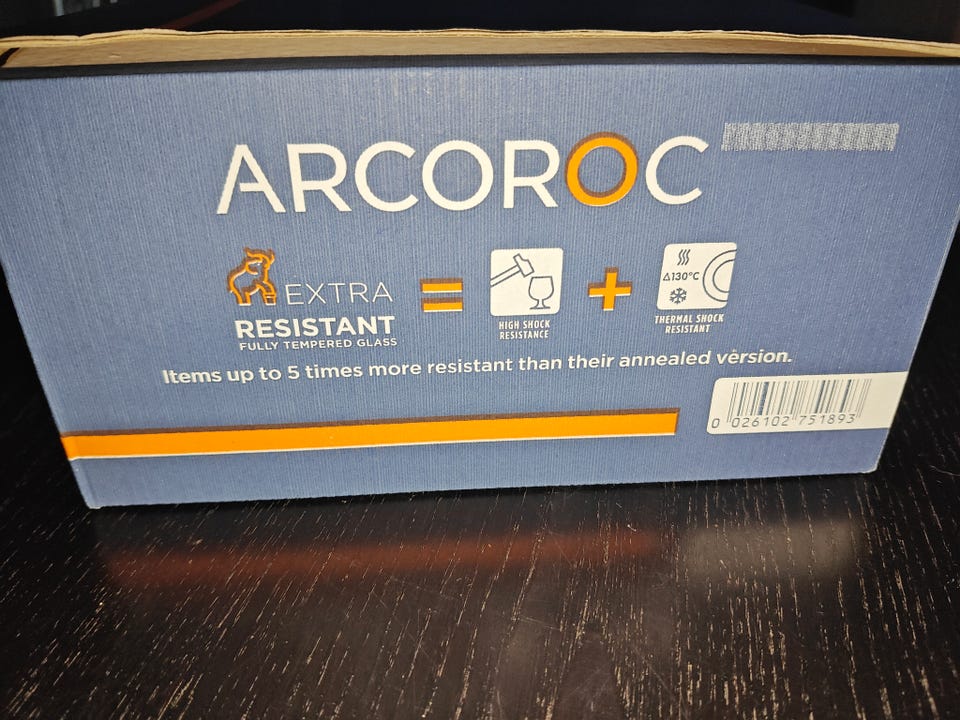 ARCOROC
EXTRA
RESISTANT
FULLY TEMPERED GLASS
=
HIGH SHOCK
RESISTANCE
+
Δ130°C
THERMAL SHOCK
RESISTANT
Items up to 5 times more resistant than their annealed version.
0 026102 751893